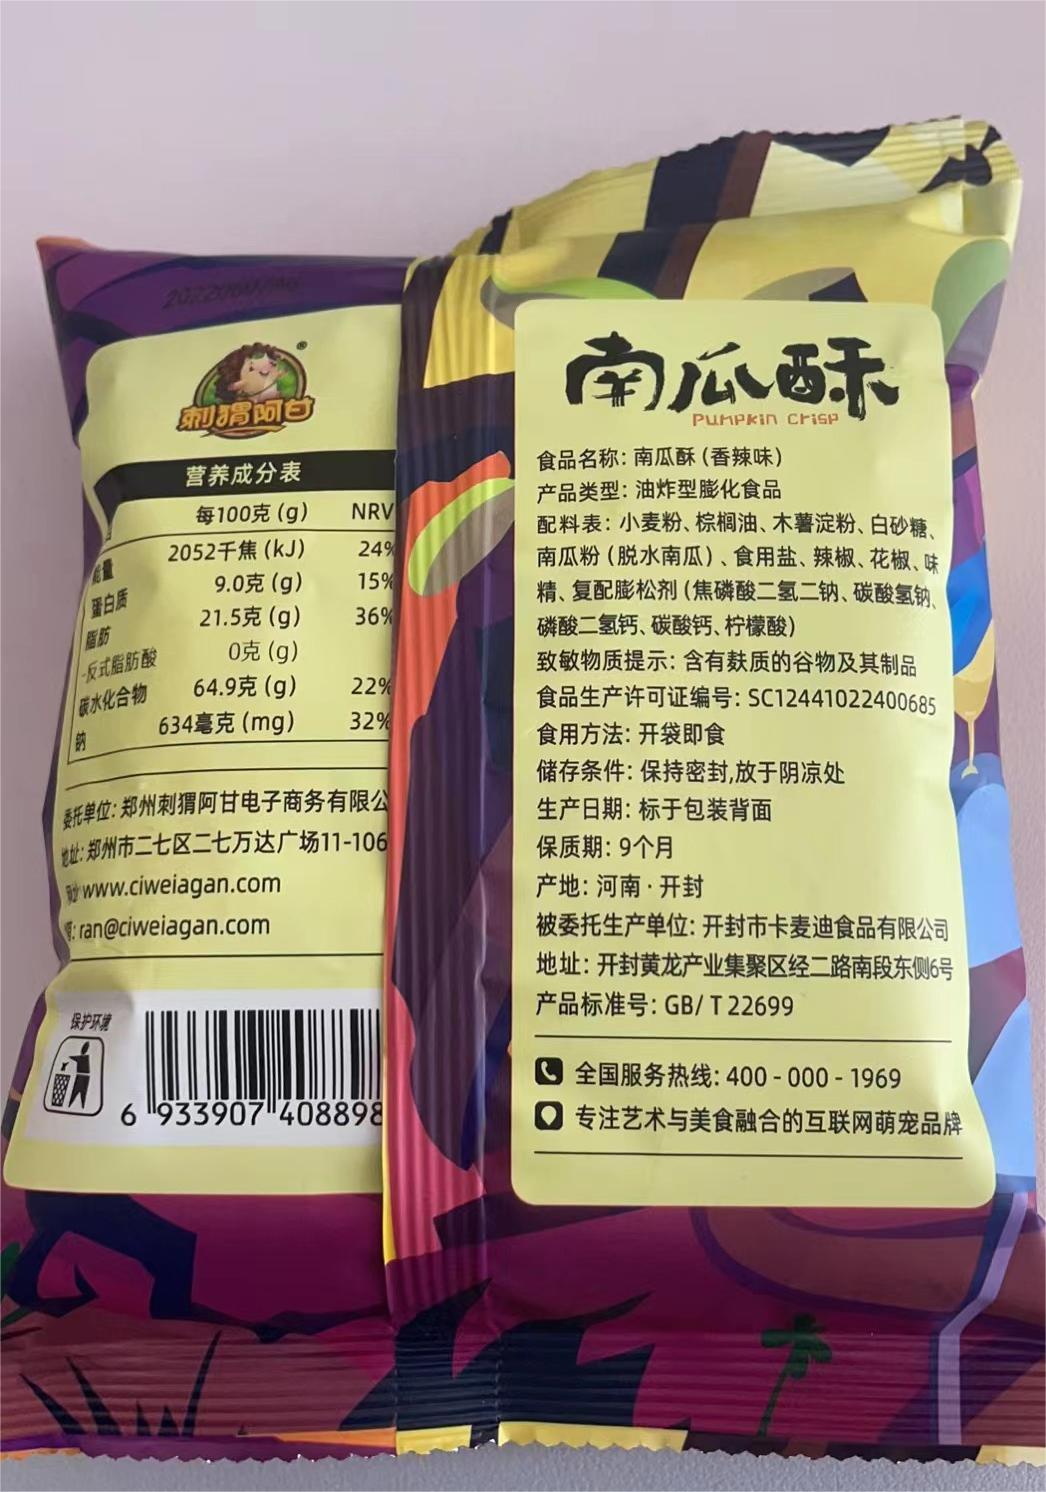 刺猬阿甘
®
营养成分表
每100克(g) NRV
能量 2052千焦(kJ) 24%
蛋白质 9.0克(g) 15%
脂肪 21.5克(g) 36%
-反式脂肪酸 0克(g)
碳水化合物 64.9克(g) 22%
钠 634毫克(mg) 32%
委托单位: 郑州刺猬阿甘电子商务有限公
地址: 郑州市二七区二七万达广场11-106
网址 www.ciweiagan.com
: ran@ciweiagan.com
保护环境
6 933907 408898
南瓜酥
Pumpkin Crisp
食品名称: 南瓜酥(香辣味)
产品类型: 油炸型膨化食品
配料表: 小麦粉、棕榈油、木薯淀粉、白砂糖、
南瓜粉(脱水南瓜)、食用盐、辣椒、花椒、味
精、复配膨松剂(焦磷酸二氢二钠、碳酸氢钠、
磷酸二氢钙、碳酸钙、柠檬酸)
致敏物质提示: 含有麸质的谷物及其制品
食品生产许可证编号: SC12441022400685
食用方法: 开袋即食
储存条件: 保持密封,放于阴凉处
生产日期: 标于包装背面
保质期: 9个月
产地: 河南·开封
被委托生产单位: 开封市卡麦迪食品有限公司
地址: 开封黄龙产业集聚区经二路南段东侧6号
产品标准号: GB/ T 22699
全国服务热线: 400 - 000 - 1969
专注艺术与美食融合的互联网萌宠品牌